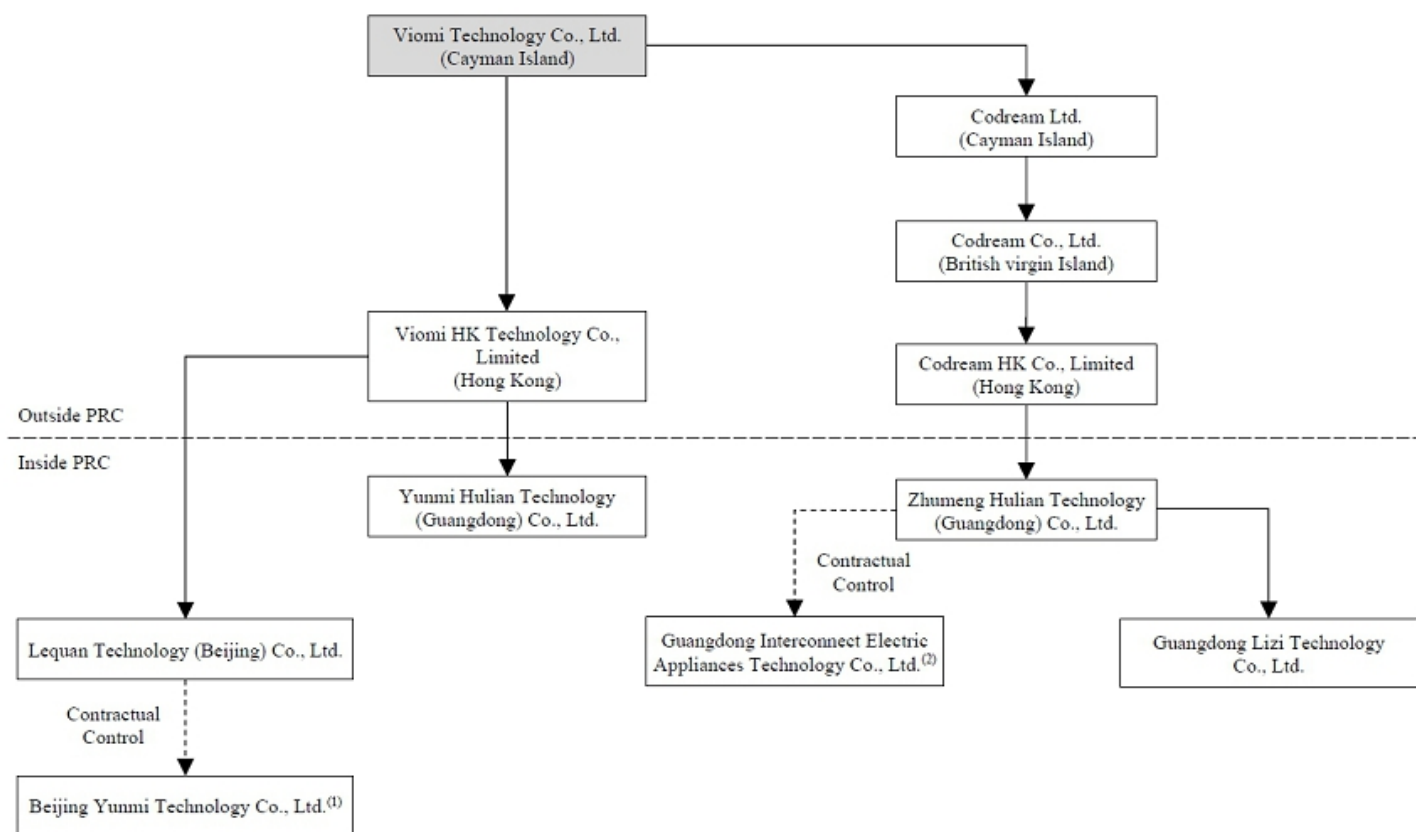 Viomi Technology Co., Ltd.
(Cayman Island)
Codream Ltd.
(Cayman Island)
Codream Co., Ltd.
(British virgin Island)
Viomi HK Technology Co.,
Limited
(Hong Kong)
Codream HK Co., Limited
(Hong Kong)
Outside PRC
Inside PRC
Yunmi Hulian Technology
(Guangdong) Co., Ltd.
Zhumeng Hulian Technology
(Guangdong) Co., Ltd.
Contractual
Control
Lequan Technology (Beijing) Co., Ltd.
Guangdong Interconnect Electric
Appliances Technology Co., Ltd.(2)
Guangdong Lizi Technology
Co., Ltd.
Contractual
Control
Beijing Yunmi Technology Co., Ltd.(1)